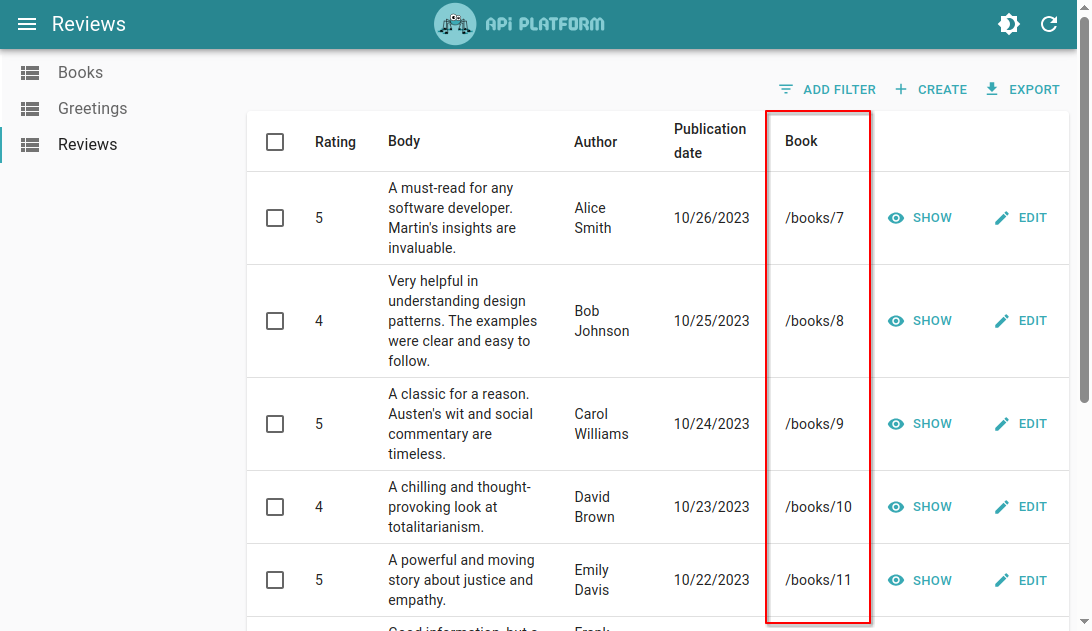 Reviews
APi PLATFORM
Books
Greetings
Reviews
ADD FILTER
CREATE
EXPORT
Rating
Body
Author
Publication
date
Book
5
A must-read for any
software developer.
Martin's insights are
invaluable.
Alice
Smith
10/26/2023
/books/7
SHOW
EDIT
4
Very helpful in
understanding design
patterns. The examples
were clear and easy to
follow.
Bob
Johnson
10/25/2023
/books/8
SHOW
EDIT
5
A classic for a reason.
Austen's wit and social
commentary are
timeless.
Carol
Williams
10/24/2023
/books/9
SHOW
EDIT
4
A chilling and thought-
provoking look at
totalitarianism.
David
Brown
10/23/2023
/books/10
SHOW
EDIT
5
A powerful and moving
story about justice and
empathy.
Emily
Davis
10/22/2023
/books/11
SHOW
EDIT
Good information, but a
Frank